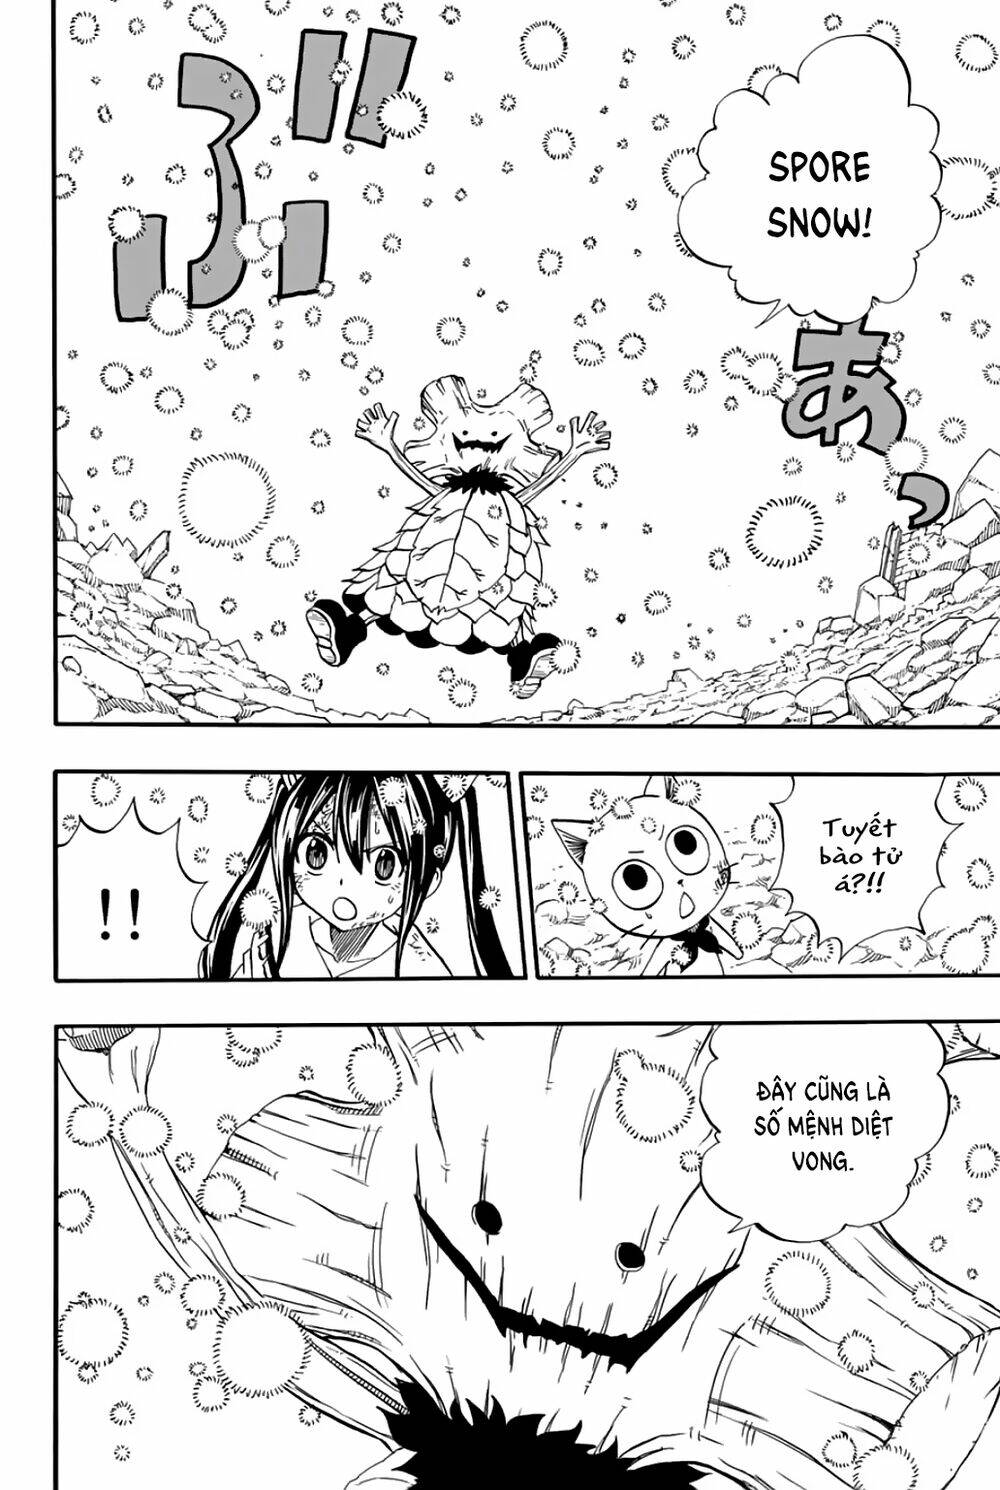 SPORE
SNOW!
ぶ
あっ
Tuyết
bào tử
á?!!
!!
ĐÂY CŨNG LÀ
SỐ MỆNH DIỆT
VONG.